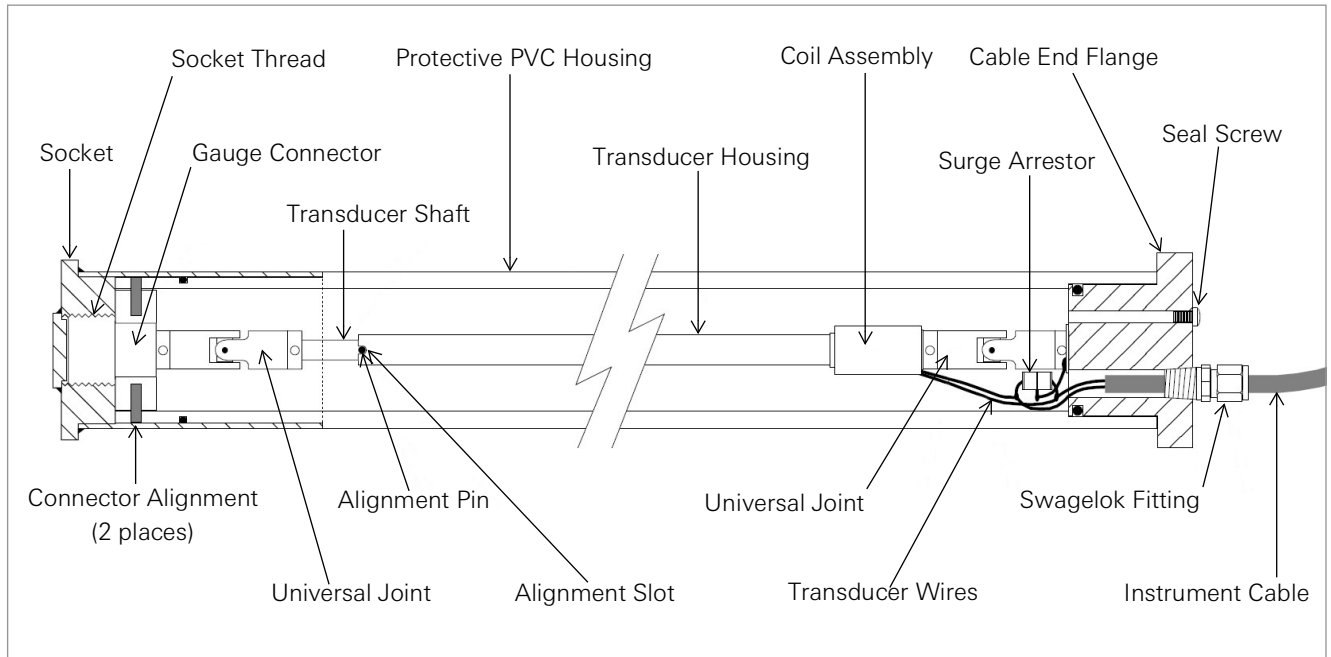 Socket Thread
Protective PVC Housing
Coil Assembly
Cable End Flange
Seal Screw
Socket
Gauge Connector
Transducer Housing
Surge Arrestor
Transducer Shaft
Connector Alignment
(2 places)
Alignment Pin
Universal Joint
Swagelok Fitting
Universal Joint
Alignment Slot
Transducer Wires
Instrument Cable